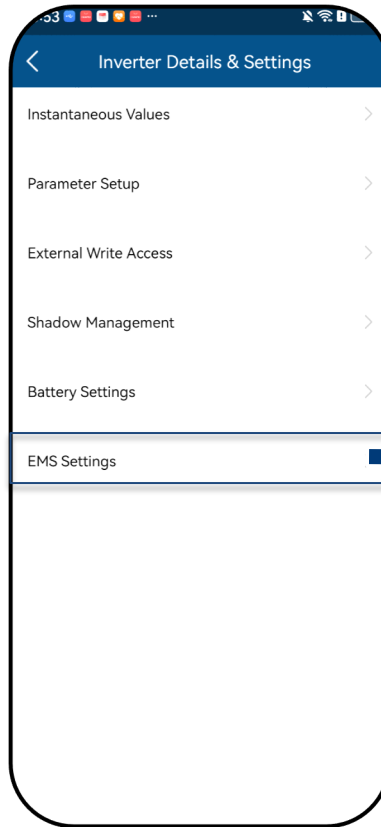 Inverter Details & Settings
Instantaneous Values
Parameter Setup
External Write Access
Shadow Management
Battery Settings
EMS Settings